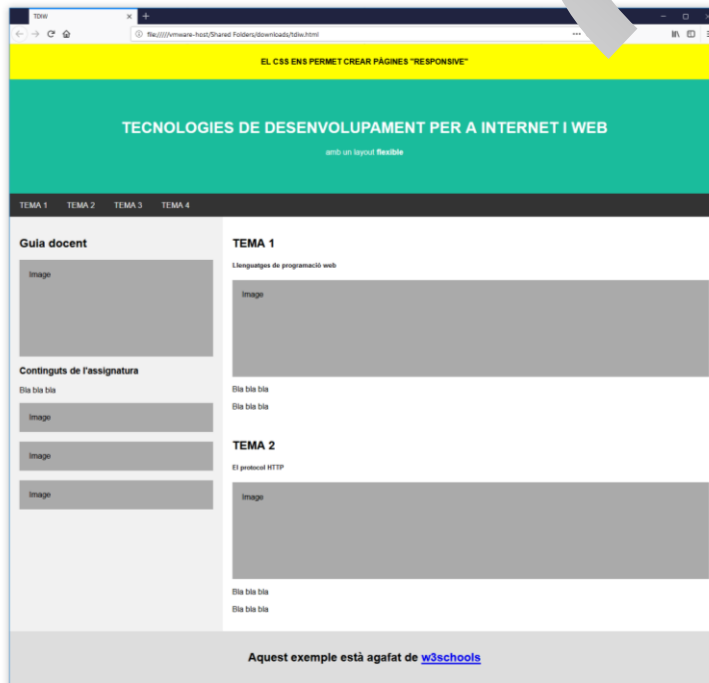 TDIW
file://///vmware-host/Shared Folders/downloads/tdiw.html
EL CSS ENS PERMET CREAR PÀGINES "RESPONSIVE"
TECNOLOGIES DE DESENVOLUPAMENT PER A INTERNET I WEB
amb un layout flexible
TEMA 1 TEMA 2 TEMA 3 TEMA 4
Guia docent
Image
Continguts de l'assignatura
Bla bla bla
Image
Image
Image
TEMA 1
Llenguatges de programació web
Image
Bla bla bla
Bla bla bla
TEMA 2
El protocol HTTP
Image
Bla bla bla
Bla bla bla
Aquest exemple està agafat de w3schools